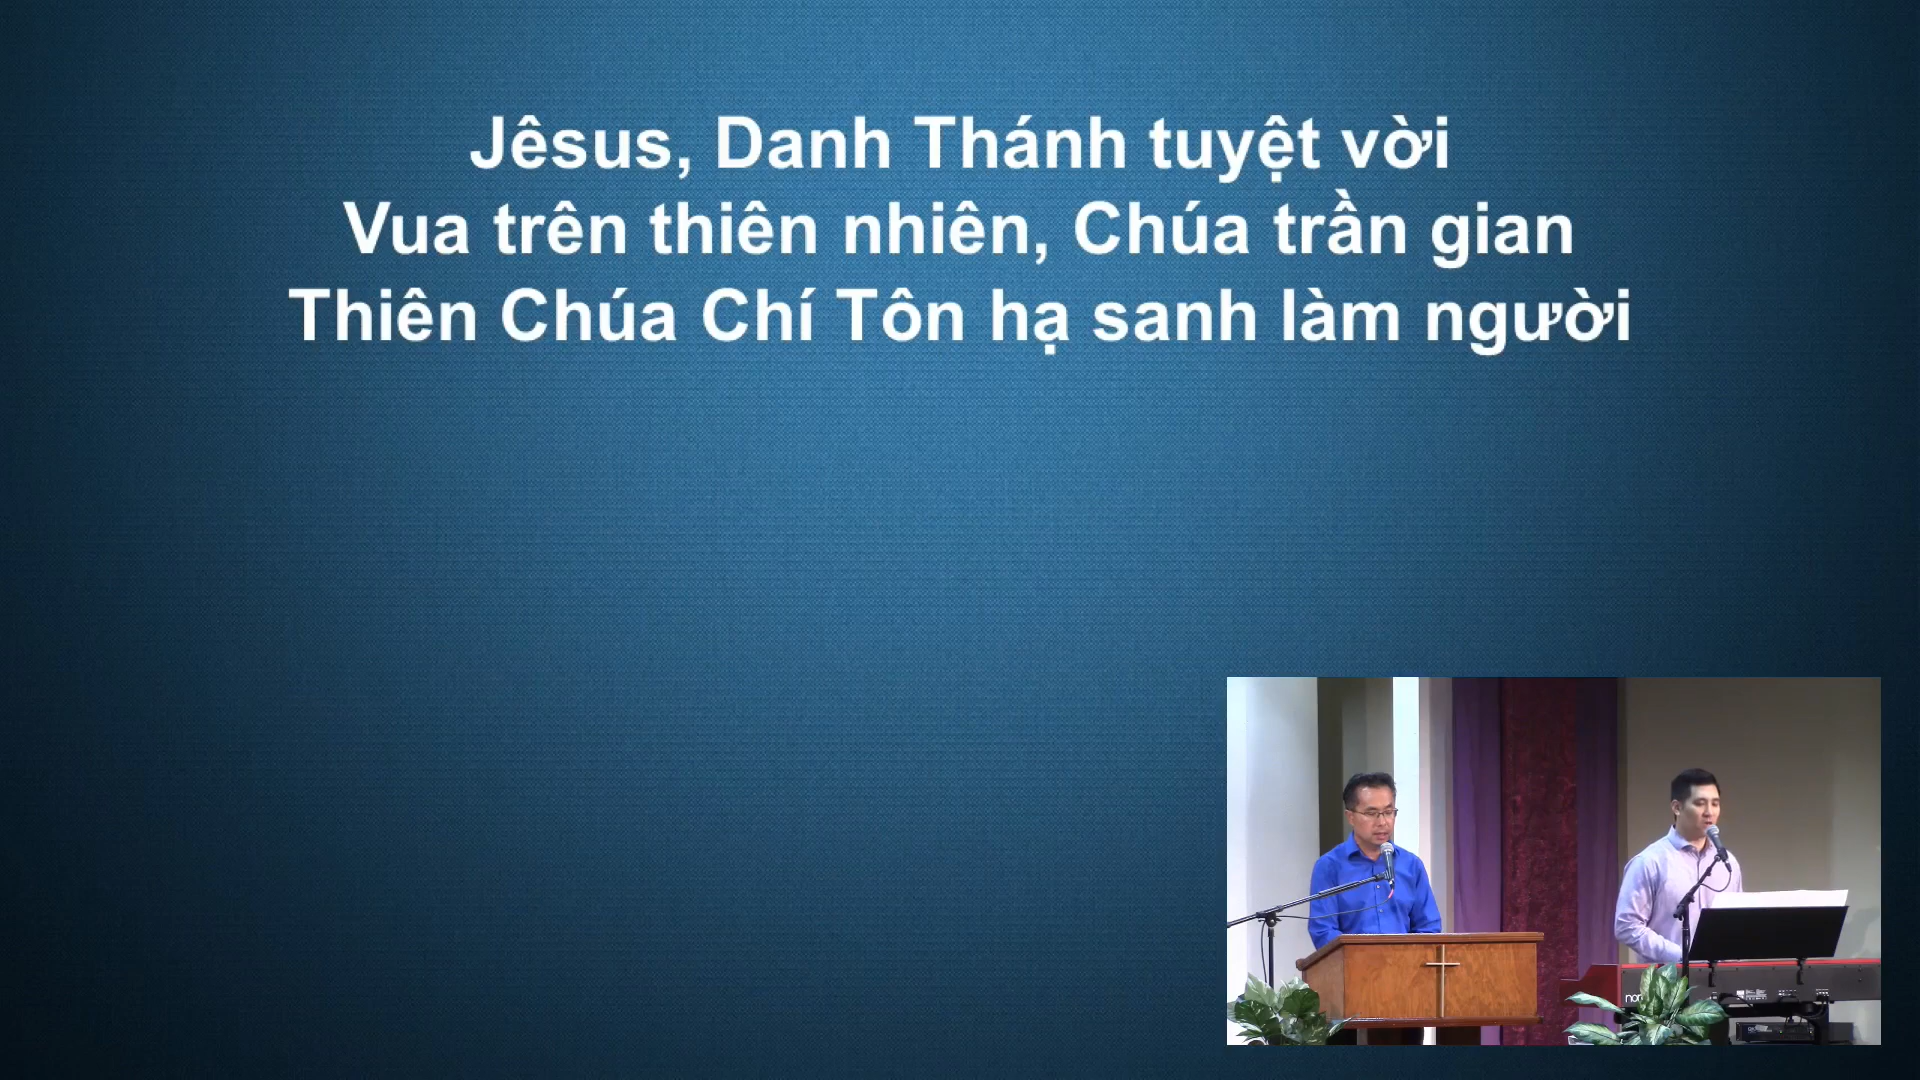 Jêsus, Danh Thánh tuyệt vời
Vua trên thiên nhiên, Chúa trần gian
Thiên Chúa Chí Tôn hạ sanh làm người